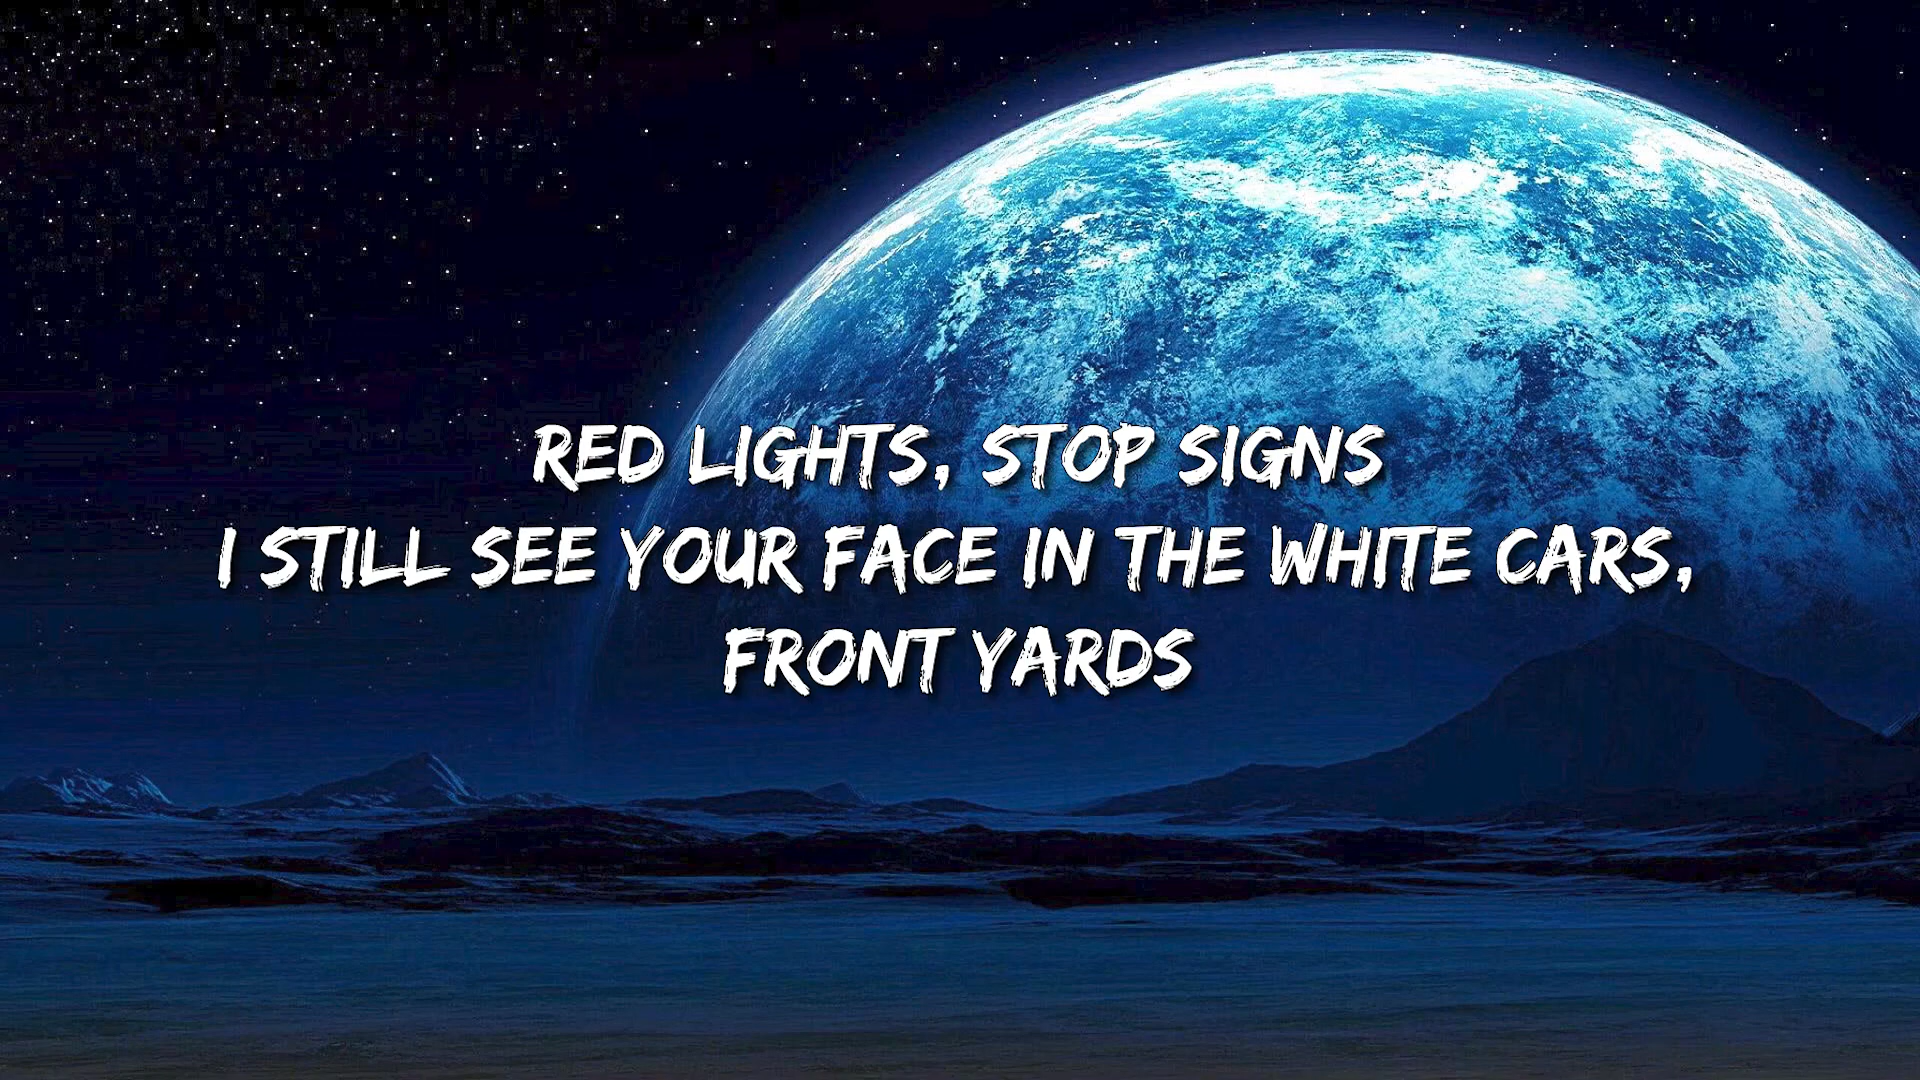 RED LIGHTS, STOP SIGNS
I STILL SEE YOUR FACE IN THE WHITE CARS,
FRONT YARDS